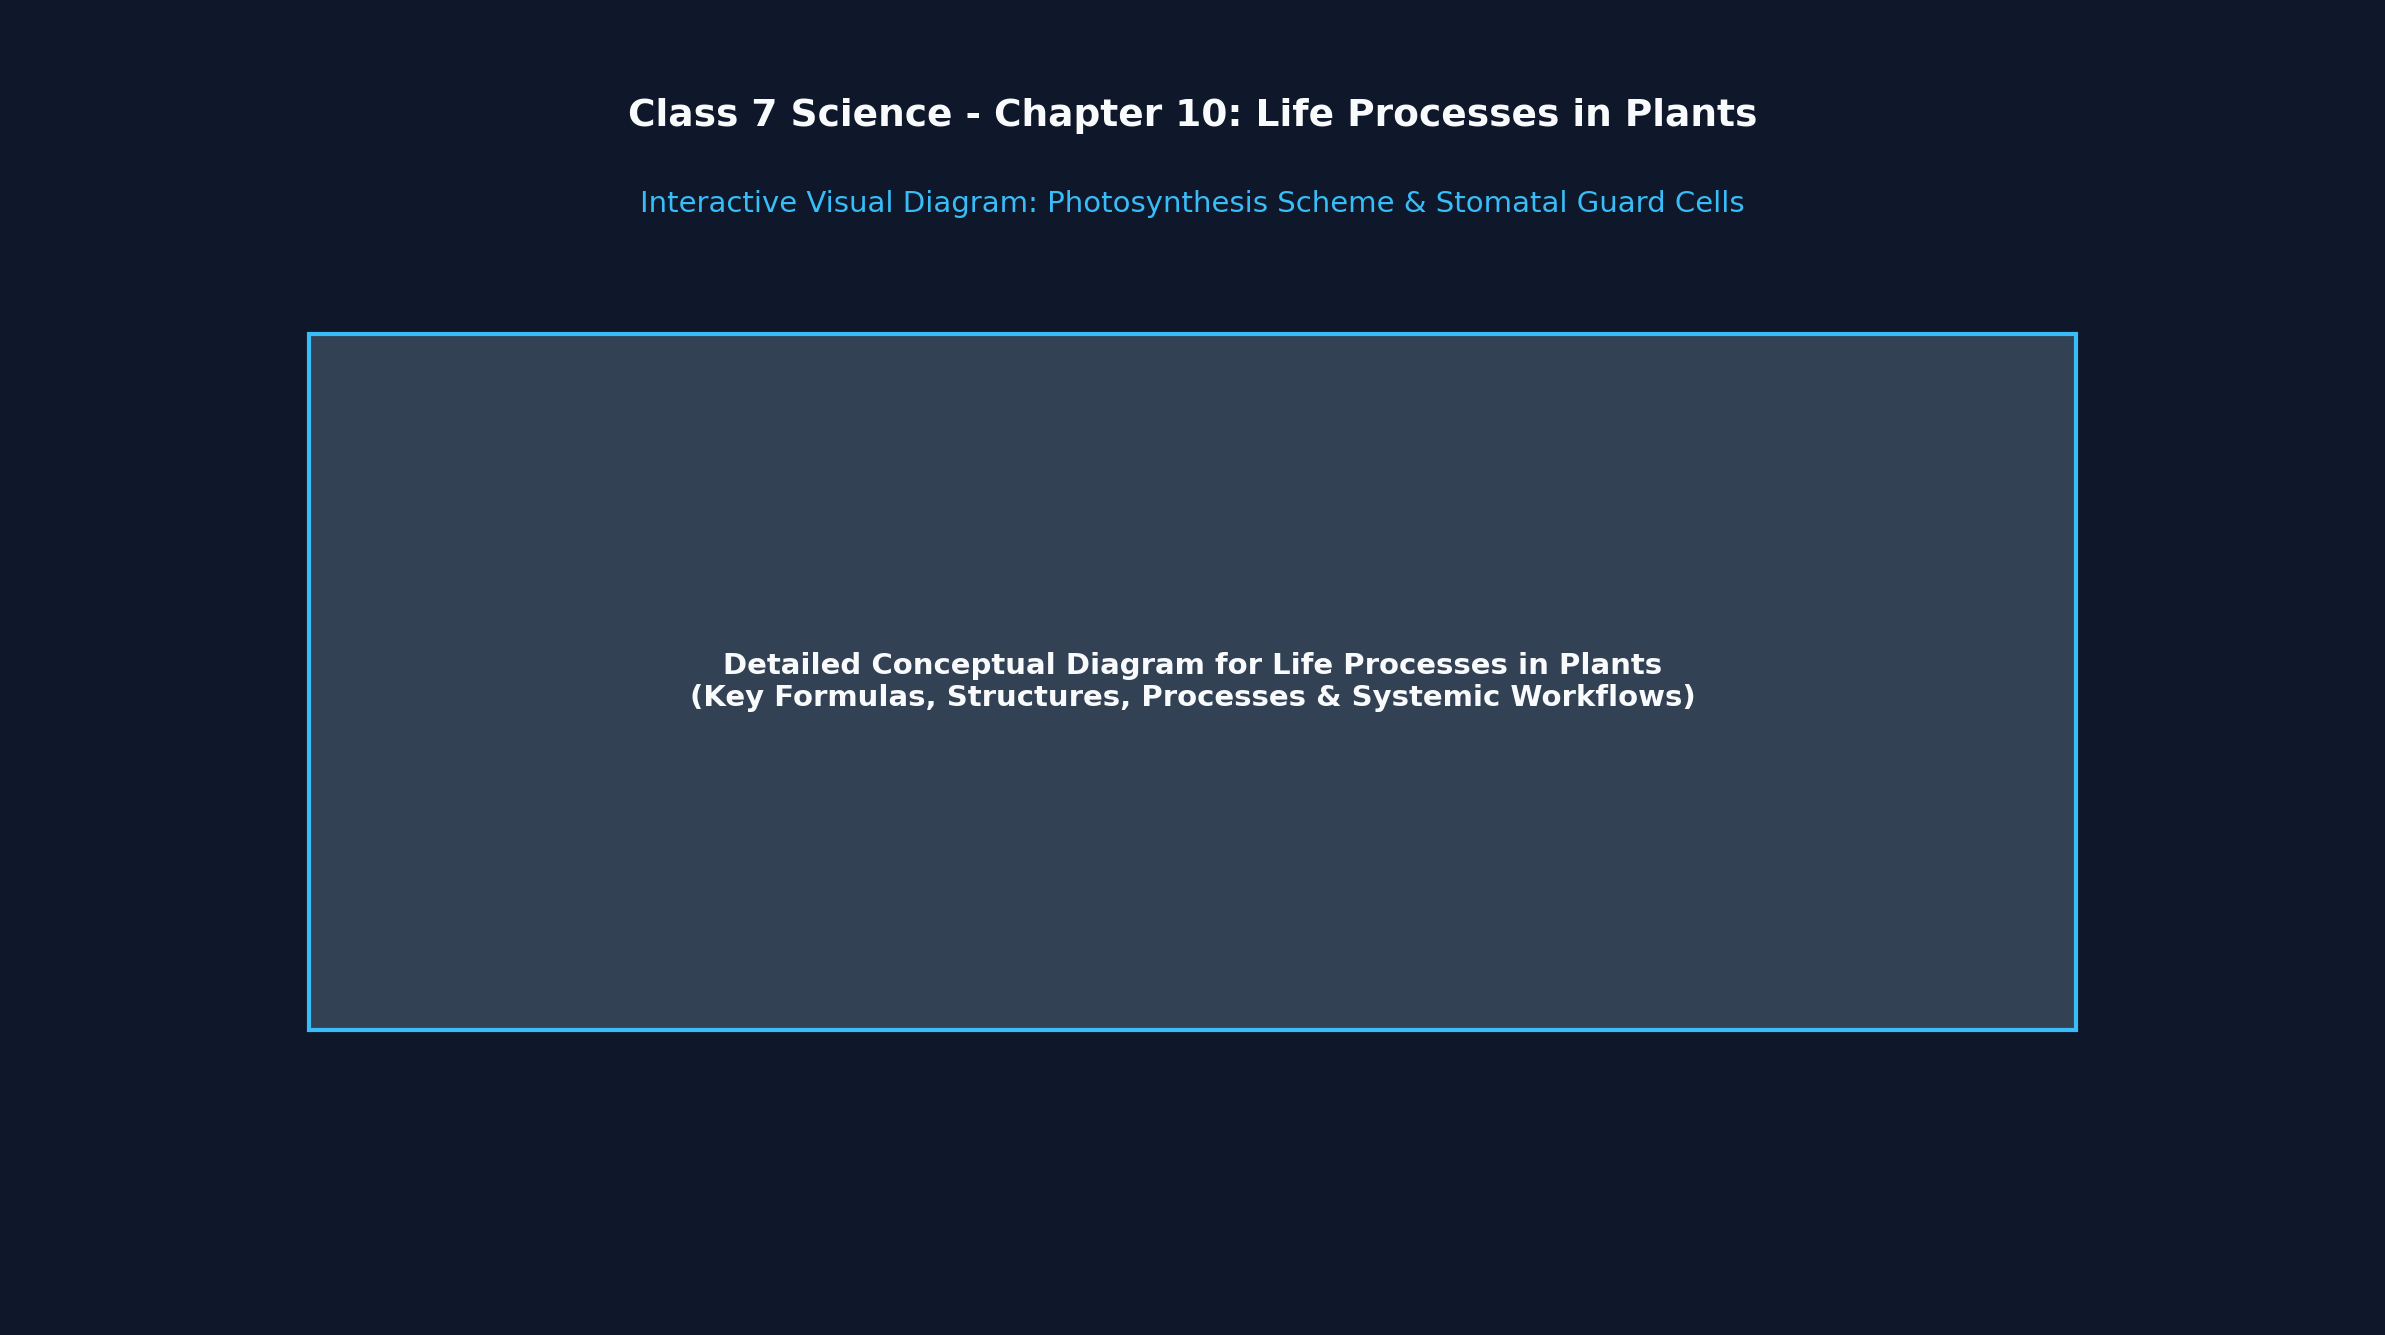 Class 7 Science - Chapter 10: Life Processes in Plants
Interactive Visual Diagram: Photosynthesis Scheme & Stomatal Guard Cells
Detailed Conceptual Diagram for Life Processes in Plants
(Key Formulas, Structures, Processes & Systemic Workflows)